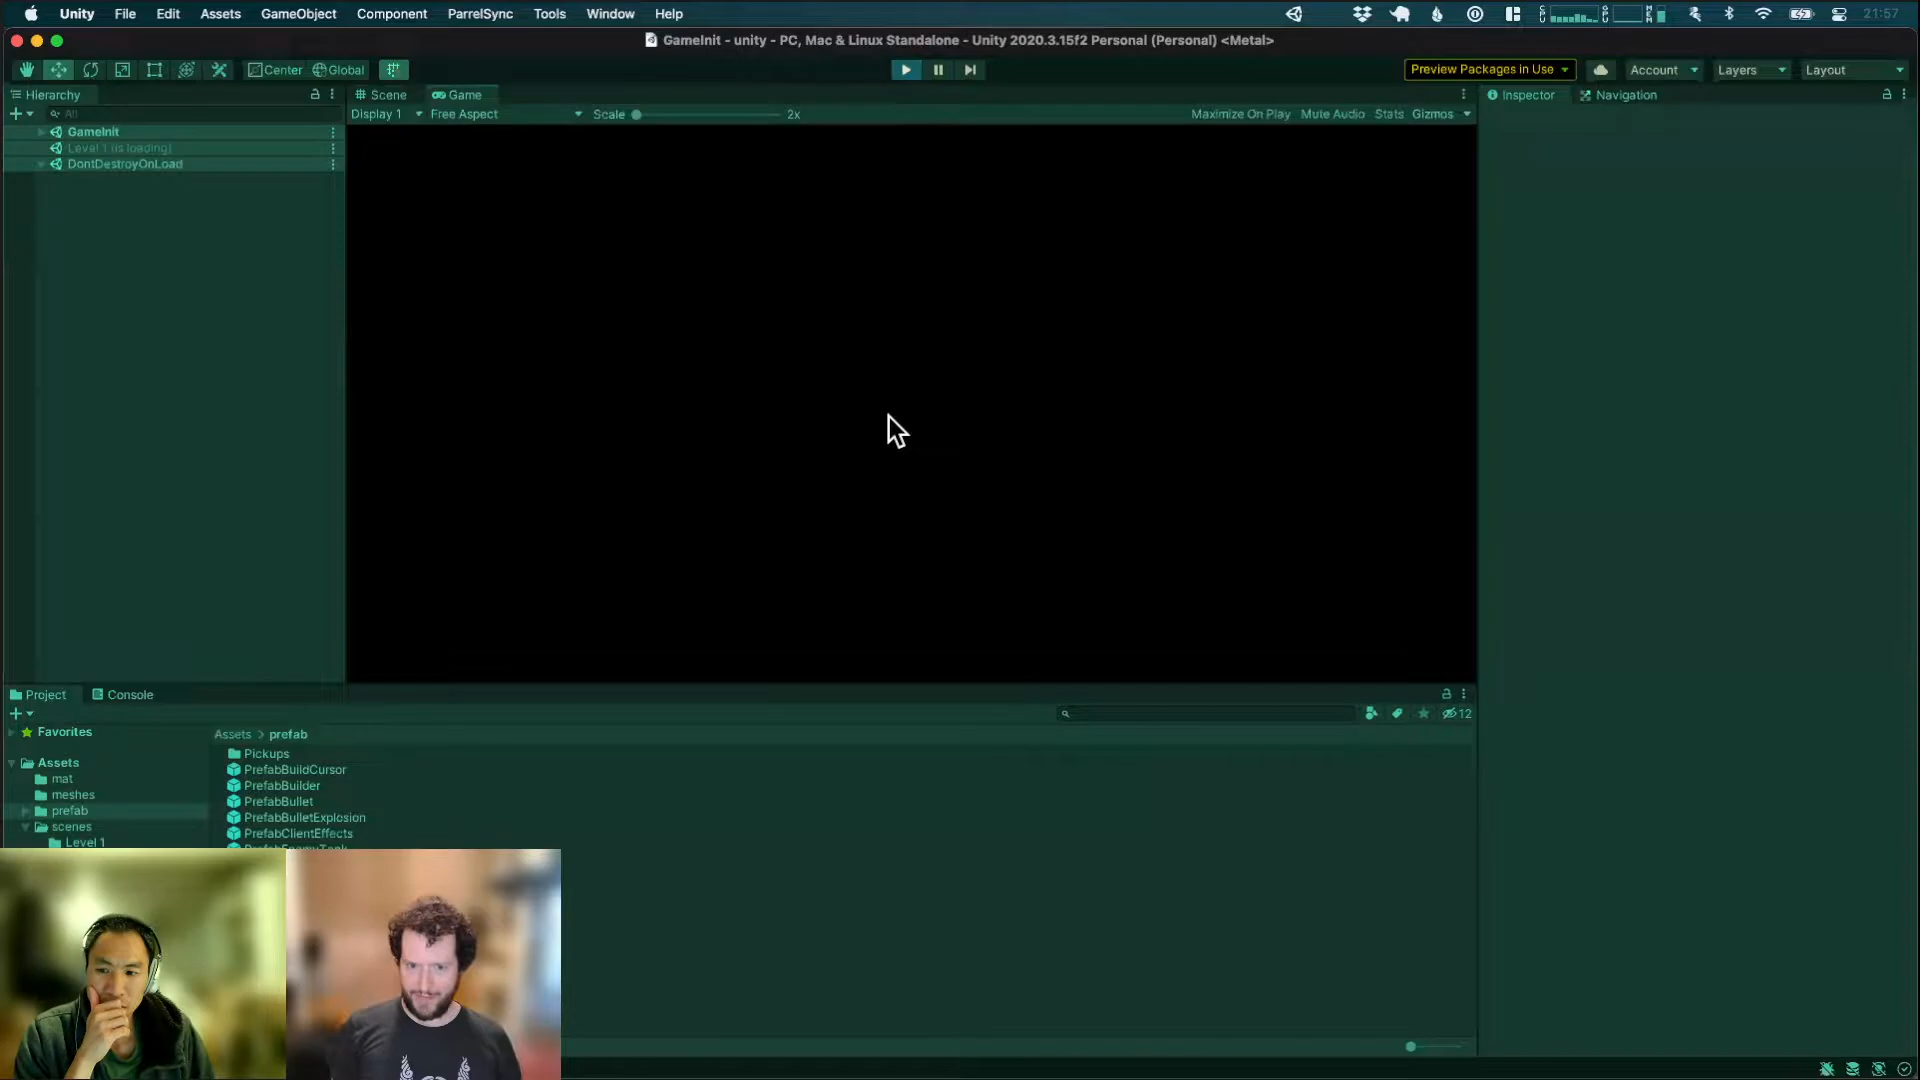 Unity File Edit Assets GameObject Component ParrelSync Tools Window Help 21:57
GameInit - unity - PC, Mac & Linux Standalone - Unity 2020.3.15f2 Personal (Personal) <Metal>
Center Global Preview Packages in Use Account Layers Layout
Hierarchy Scene Game Inspector Navigation
All Display 1 Free Aspect Scale 2x Maximize On Play Mute Audio Stats Gizmos
GameInit
Level 1 (is loading)
DontDestroyOnLoad
Project Console
12
Favorites Assets > prefab
Pickups
Assets PrefabBuildCursor
mat PrefabBuilder
meshes PrefabBullet
prefab PrefabBulletExplosion
scenes PrefabClientEffects
Level 1